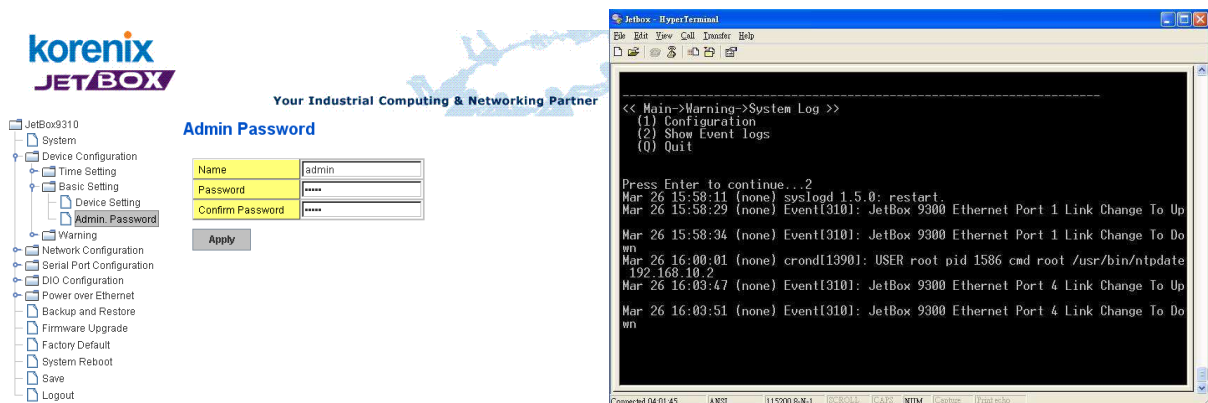 korenix
JETBOX
Your Industrial Computing & Networking Partner
JetBox9310
System
Device Configuration
Time Setting
Basic Setting
Device Setting
Admin. Password
Warning
Network Configuration
Serial Port Configuration
DIO Configuration
Power over Ethernet
Backup and Restore
Firmware Upgrade
Factory Default
System Reboot
Save
Logout
Admin Password
Name admin
Password •••••
Confirm Password •••••
Apply
Jetbox - HyperTerminal
File Edit View Call Transfer Help
<< Main->Warning->System Log >>
(1) Configuration
(2) Show Event logs
(Q) Quit
Press Enter to continue...2
Mar 26 15:58:11 (none) syslogd 1.5.0: restart.
Mar 26 15:58:29 (none) Event[310]: JetBox 9300 Ethernet Port 1 Link Change To Up
Mar 26 15:58:34 (none) Event[310]: JetBox 9300 Ethernet Port 1 Link Change To Do
wn
Mar 26 16:00:01 (none) crond[1390]: USER root pid 1586 cmd root /usr/bin/ntpdate
192.168.10.2
Mar 26 16:03:47 (none) Event[310]: JetBox 9300 Ethernet Port 4 Link Change To Up
Mar 26 16:03:51 (none) Event[310]: JetBox 9300 Ethernet Port 4 Link Change To Do
wn
Connected 04:01:45 ANSI 115200 8-N-1 SCROLL CAPS NUM Capture Print echo